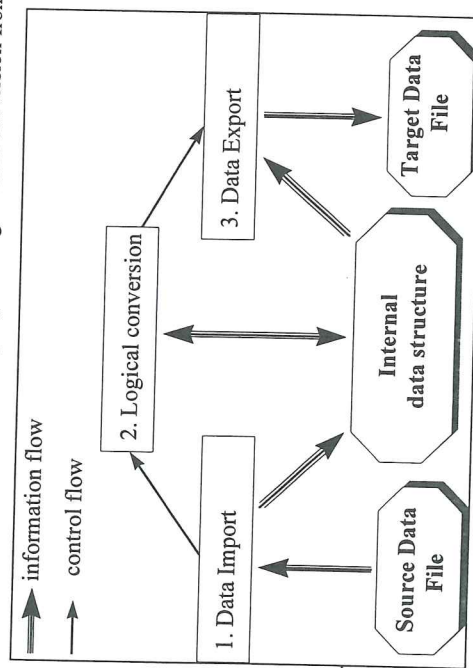 information flow
control flow
2. Logical conversion
1. Data Import
3. Data Export
Internal
data structure
Source Data
File
Target Data
File